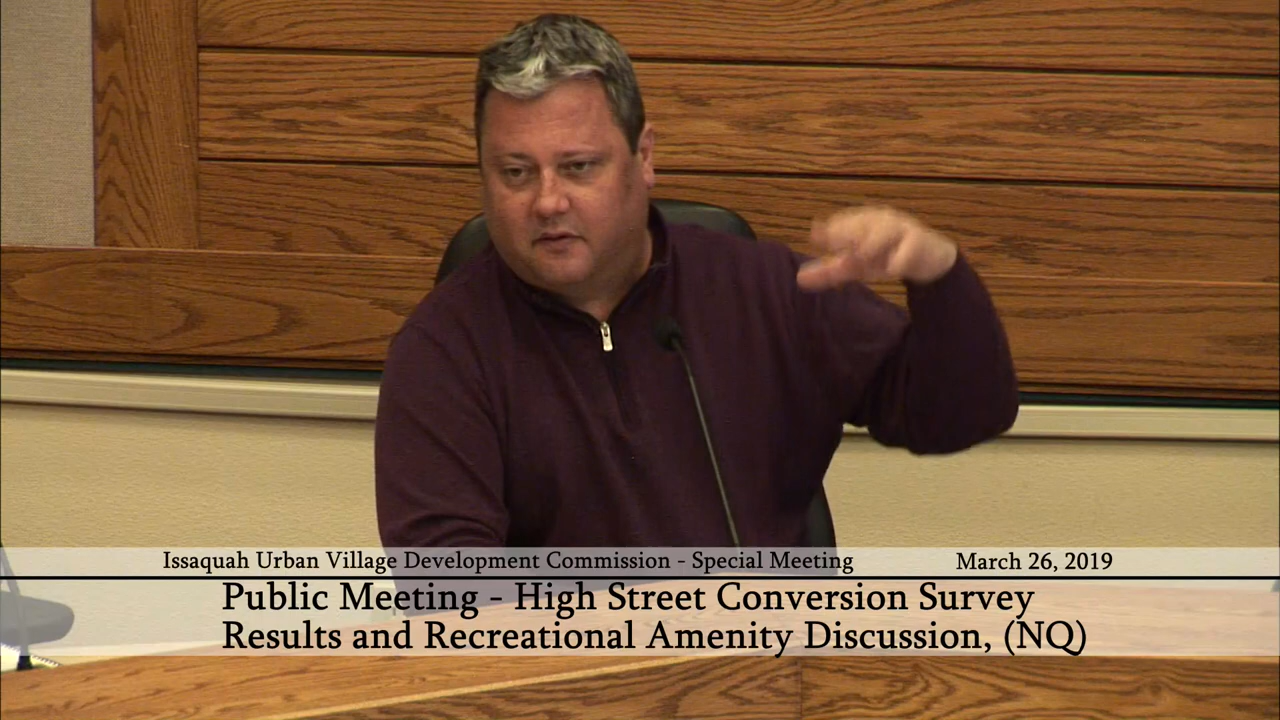 Issaquah Urban Village Development Commission - Special Meeting March 26, 2019
Public Meeting - High Street Conversion Survey
Results and Recreational Amenity Discussion, (NQ)